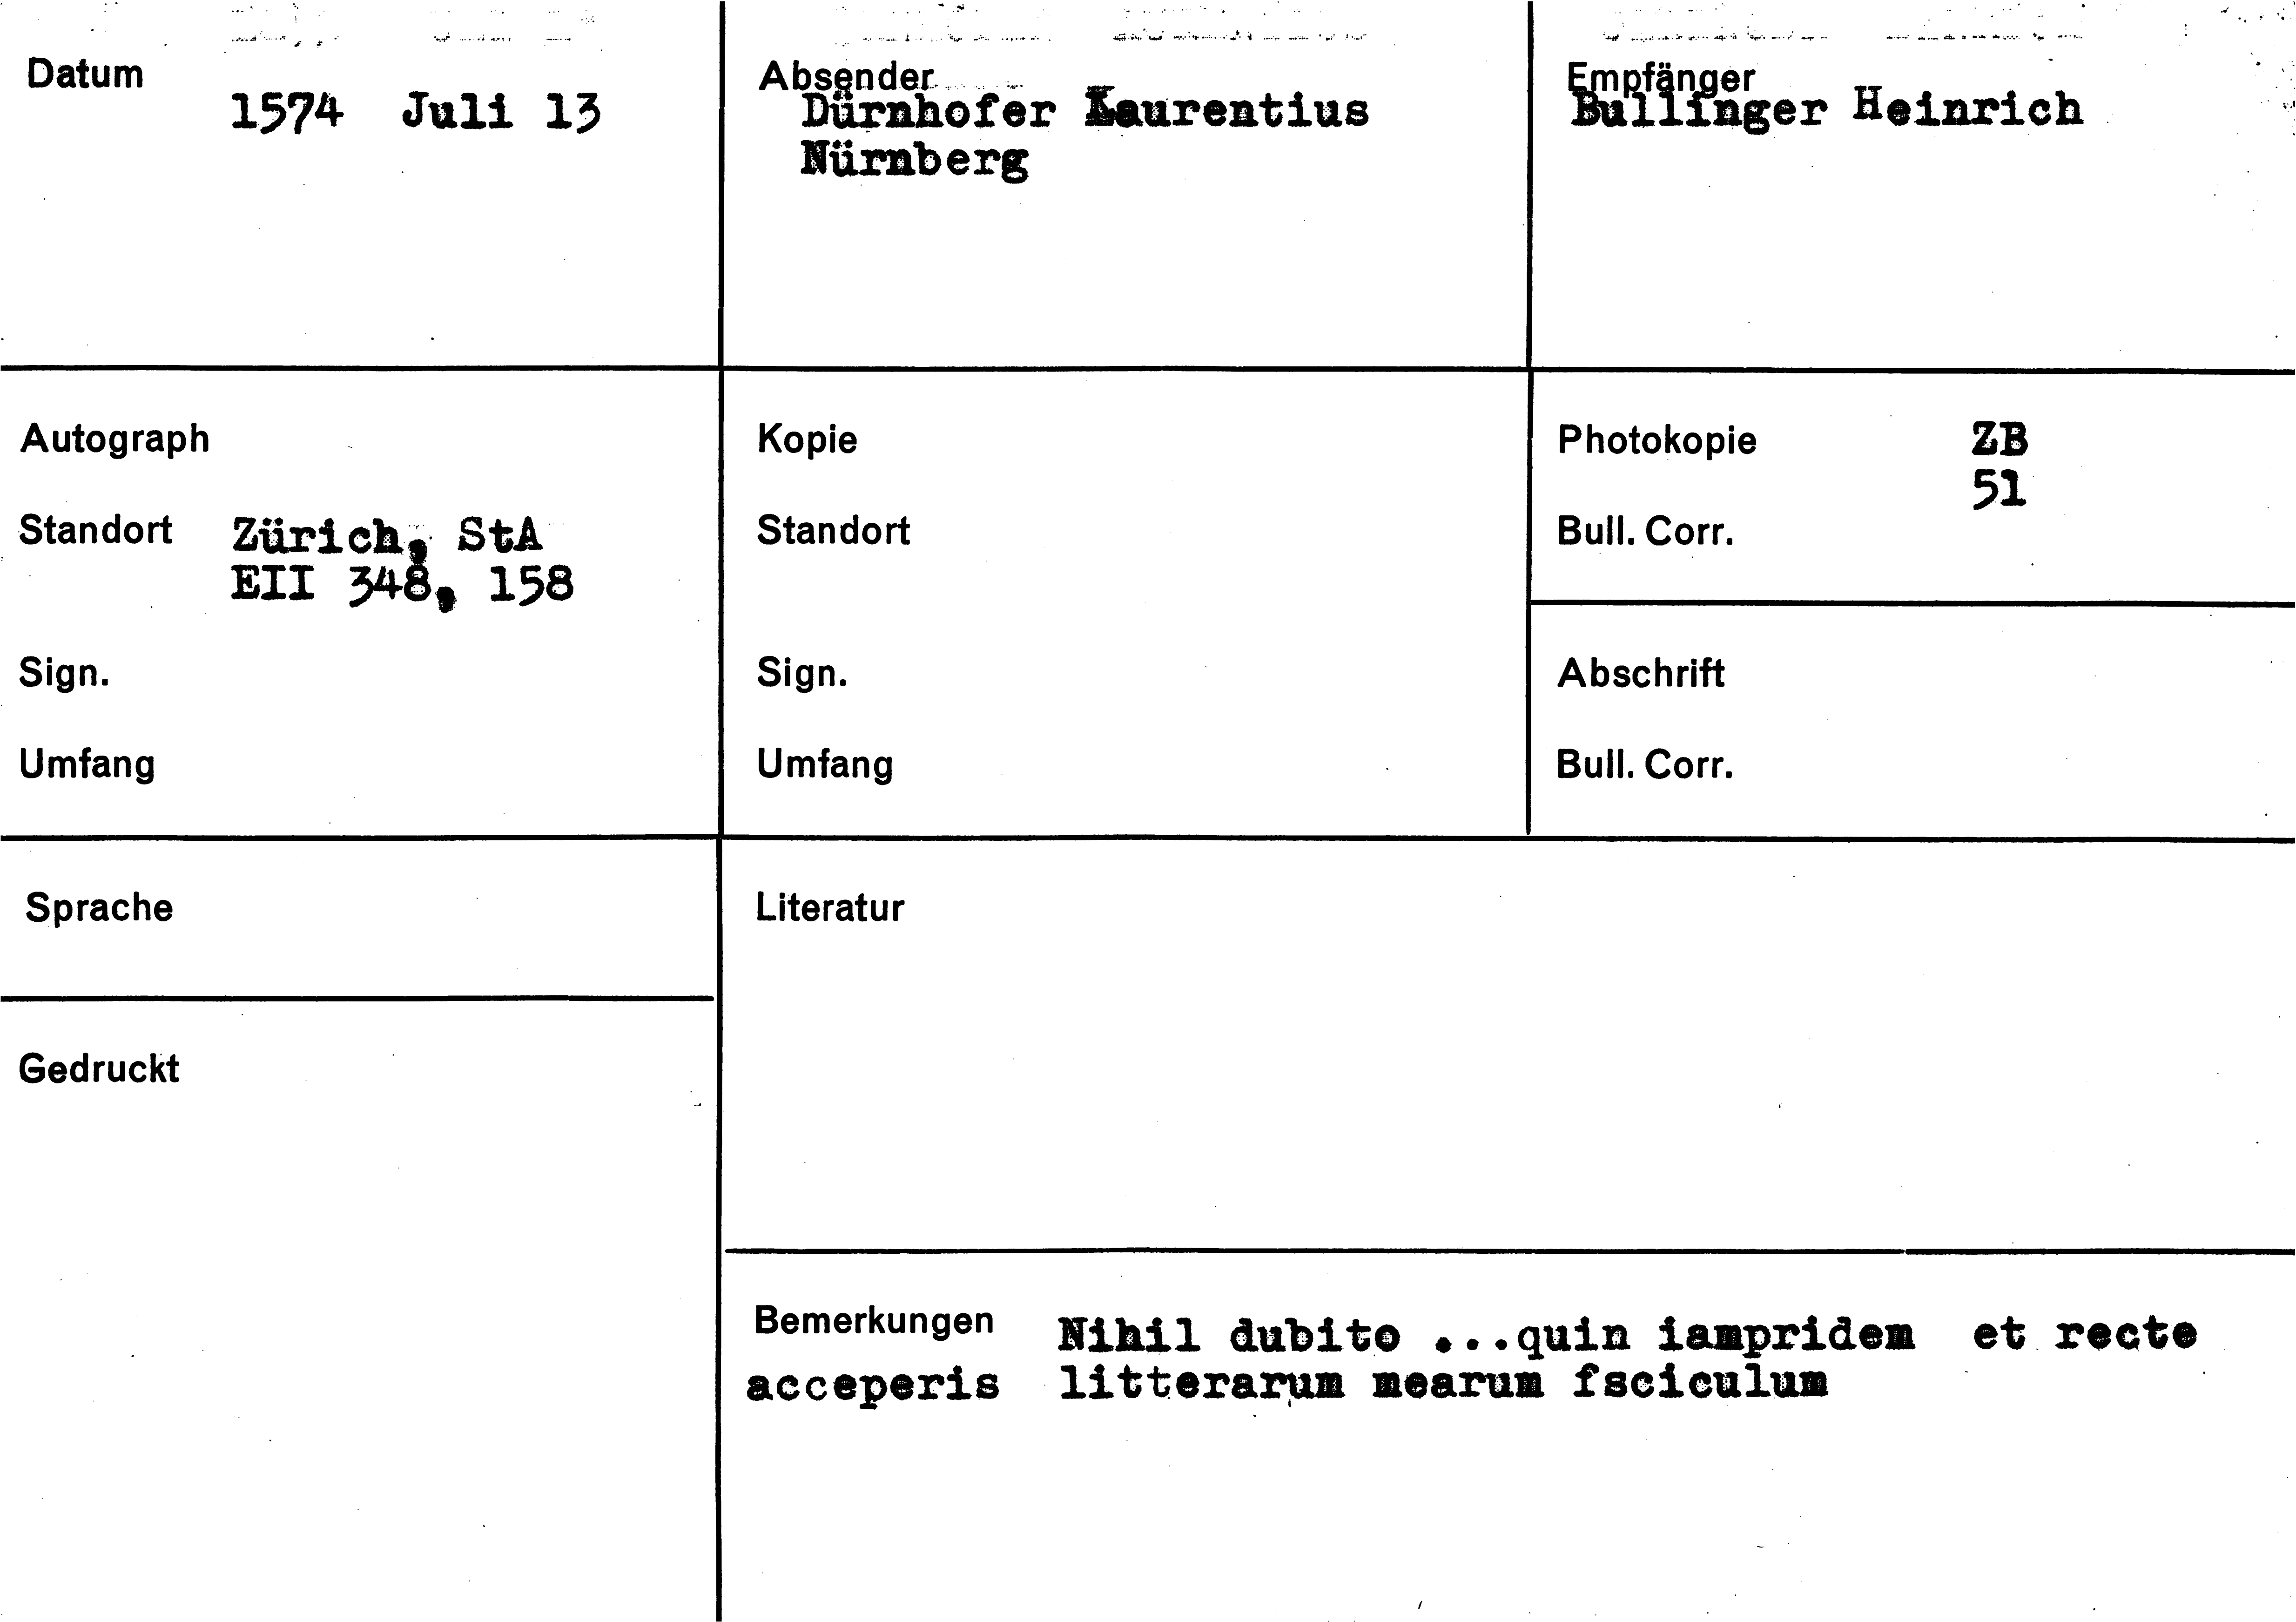 Datum
1574 Juli 13
Absender
Dürnhofer Laurentius
Nürnberg
Empfänger
Bullinger Heinrich
Autograph
Standort Zürich, StA
EII 348, 158
Sign.
Umfang
Kopie
Standort
Sign.
Umfang
Photokopie ZB
51
Bull. Corr.
Abschrift
Bull. Corr.
Sprache
Gedruckt
Literatur
Bemerkungen Nihil dubito ...quin iampridem et recte
acceperis litterarum mearum fsciculum